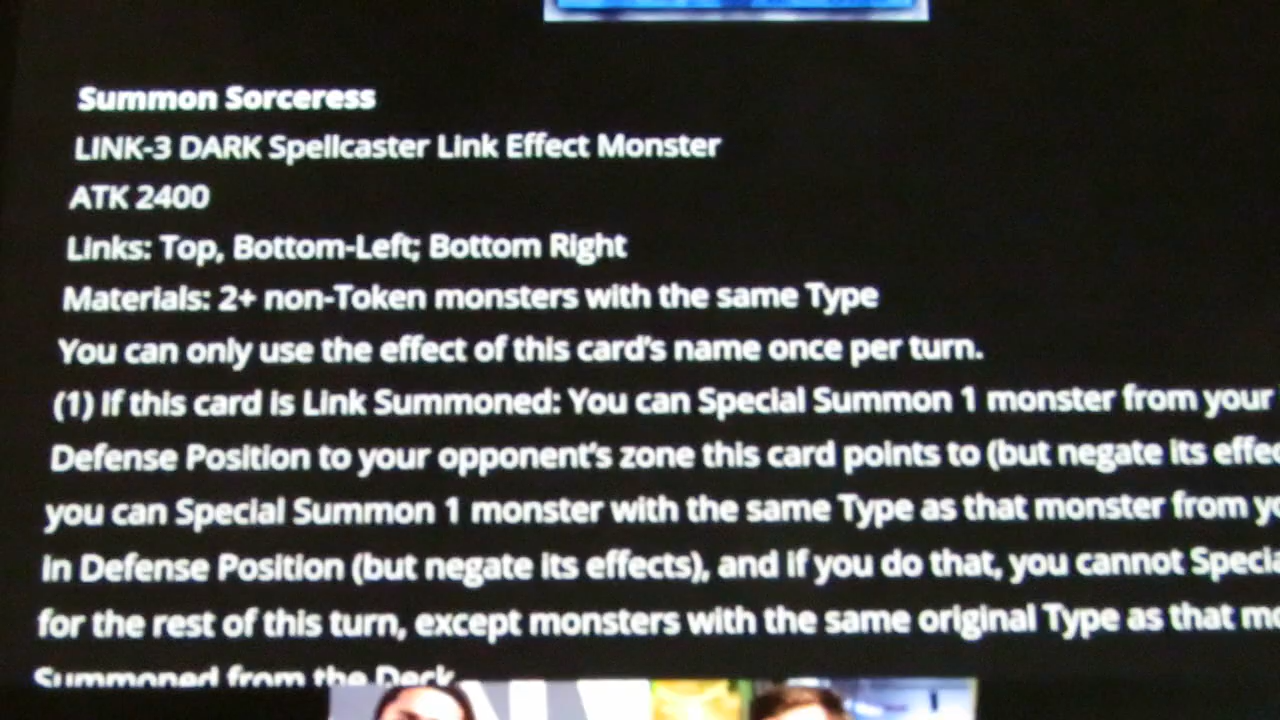 Summon Sorceress
LINK-3 DARK Spellcaster Link Effect Monster
ATK 2400
Links: Top, Bottom-Left; Bottom Right
Materials: 2+ non-Token monsters with the same Type
You can only use the effect of this card's name once per turn.
(1) If this card is Link Summoned: You can Special Summon 1 monster from your
Defense Position to your opponent's zone this card points to (but negate its
you can Special Summon 1 monster with the same Type as that monster from
in Defense Position (but negate its effects), and if you do that, you cannot
for the rest of this turn, except monsters with the same original Type as that
Summoned from the Deck